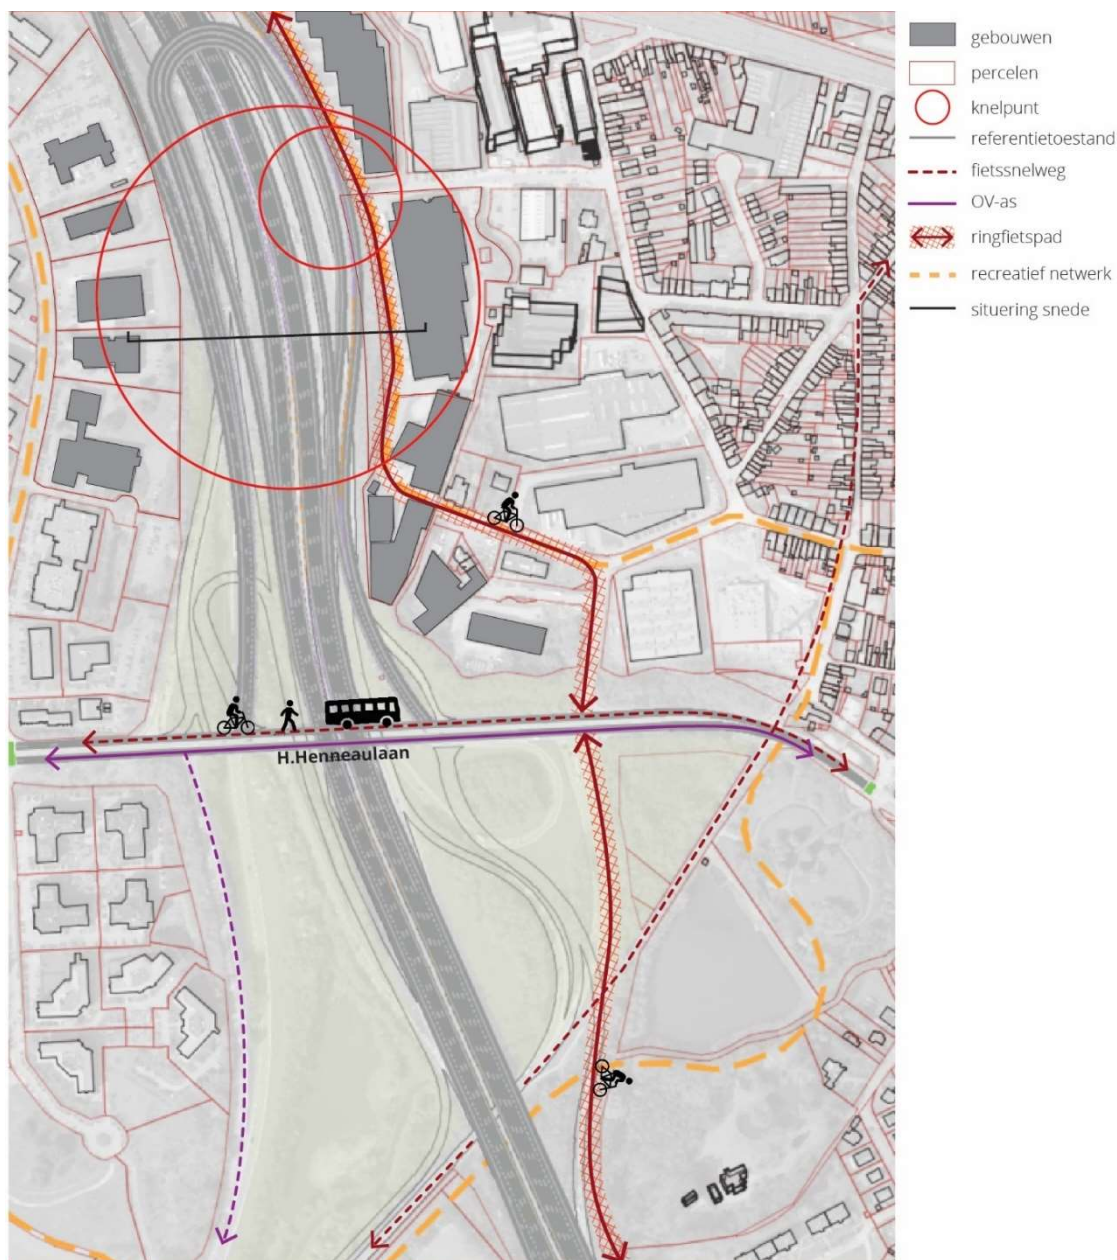 gebouwen
percelen
knelpunt
referentietoestand
fietssnelweg
OV-as
ringfietspad
recreatief netwerk
situering snede
H.Henneaulaan